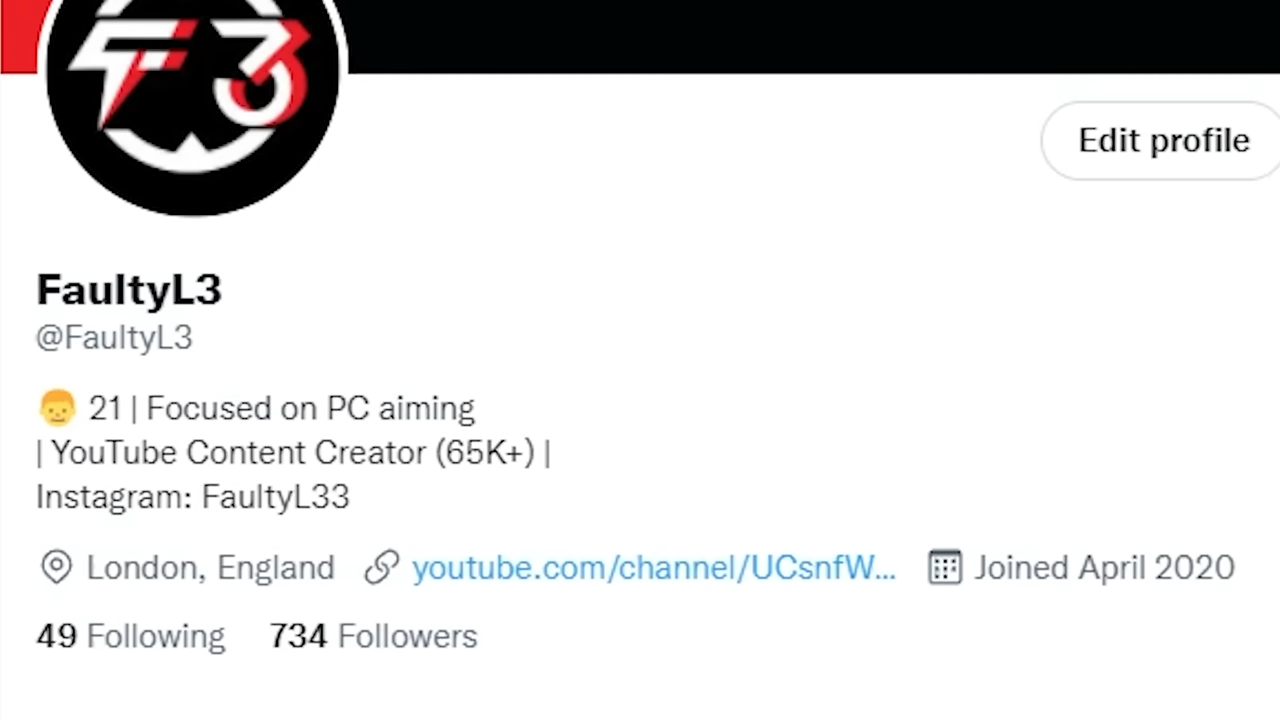 F3
Edit profile
FaultyL3
@FaultyL3
21 | Focused on PC aiming
| YouTube Content Creator (65K+) |
Instagram: FaultyL33
London, England youtube.com/channel/UCsnfW... Joined April 2020
49 Following 734 Followers